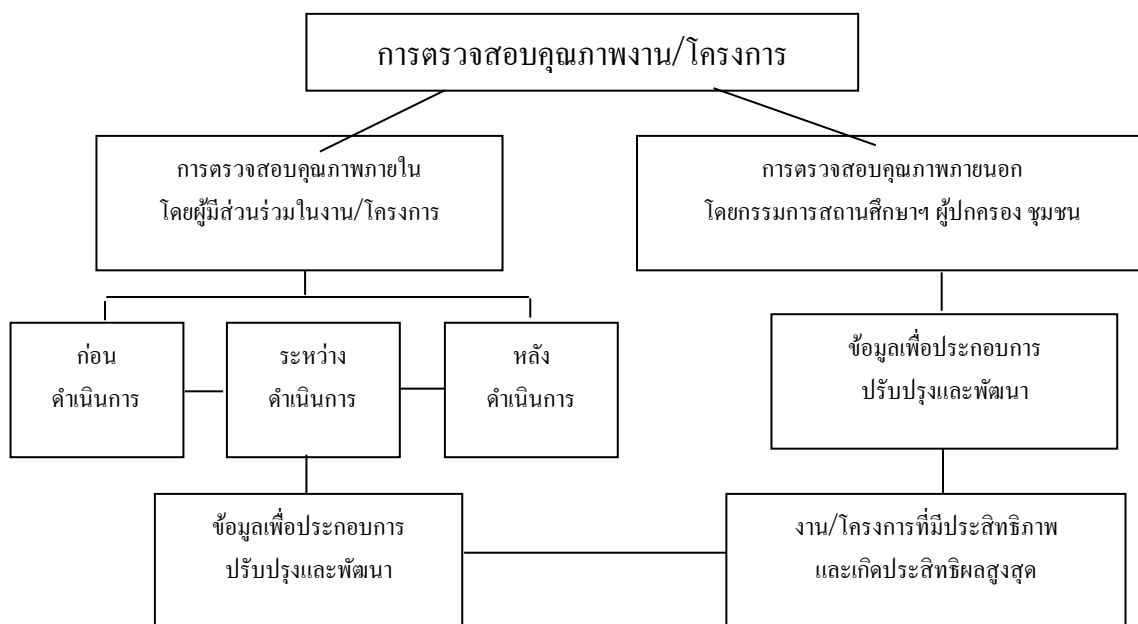 การตรวจสอบคุณภาพงาน/โครงการ
การตรวจสอบคุณภาพภายใน
โดยผู้มีส่วนร่วมในงาน/โครงการ
การตรวจสอบคุณภาพภายนอก
โดยกรรมการสถานศึกษาฯ ผู้ปกครอง ชุมชน
ก่อน
ดำเนินการ
ระหว่าง
ดำเนินการ
หลัง
ดำเนินการ
ข้อมูลเพื่อประกอบการ
ปรับปรุงและพัฒนา
ข้อมูลเพื่อประกอบการ
ปรับปรุงและพัฒนา
งาน/โครงการที่มีประสิทธิภาพ
และเกิดประสิทธิผลสูงสุด